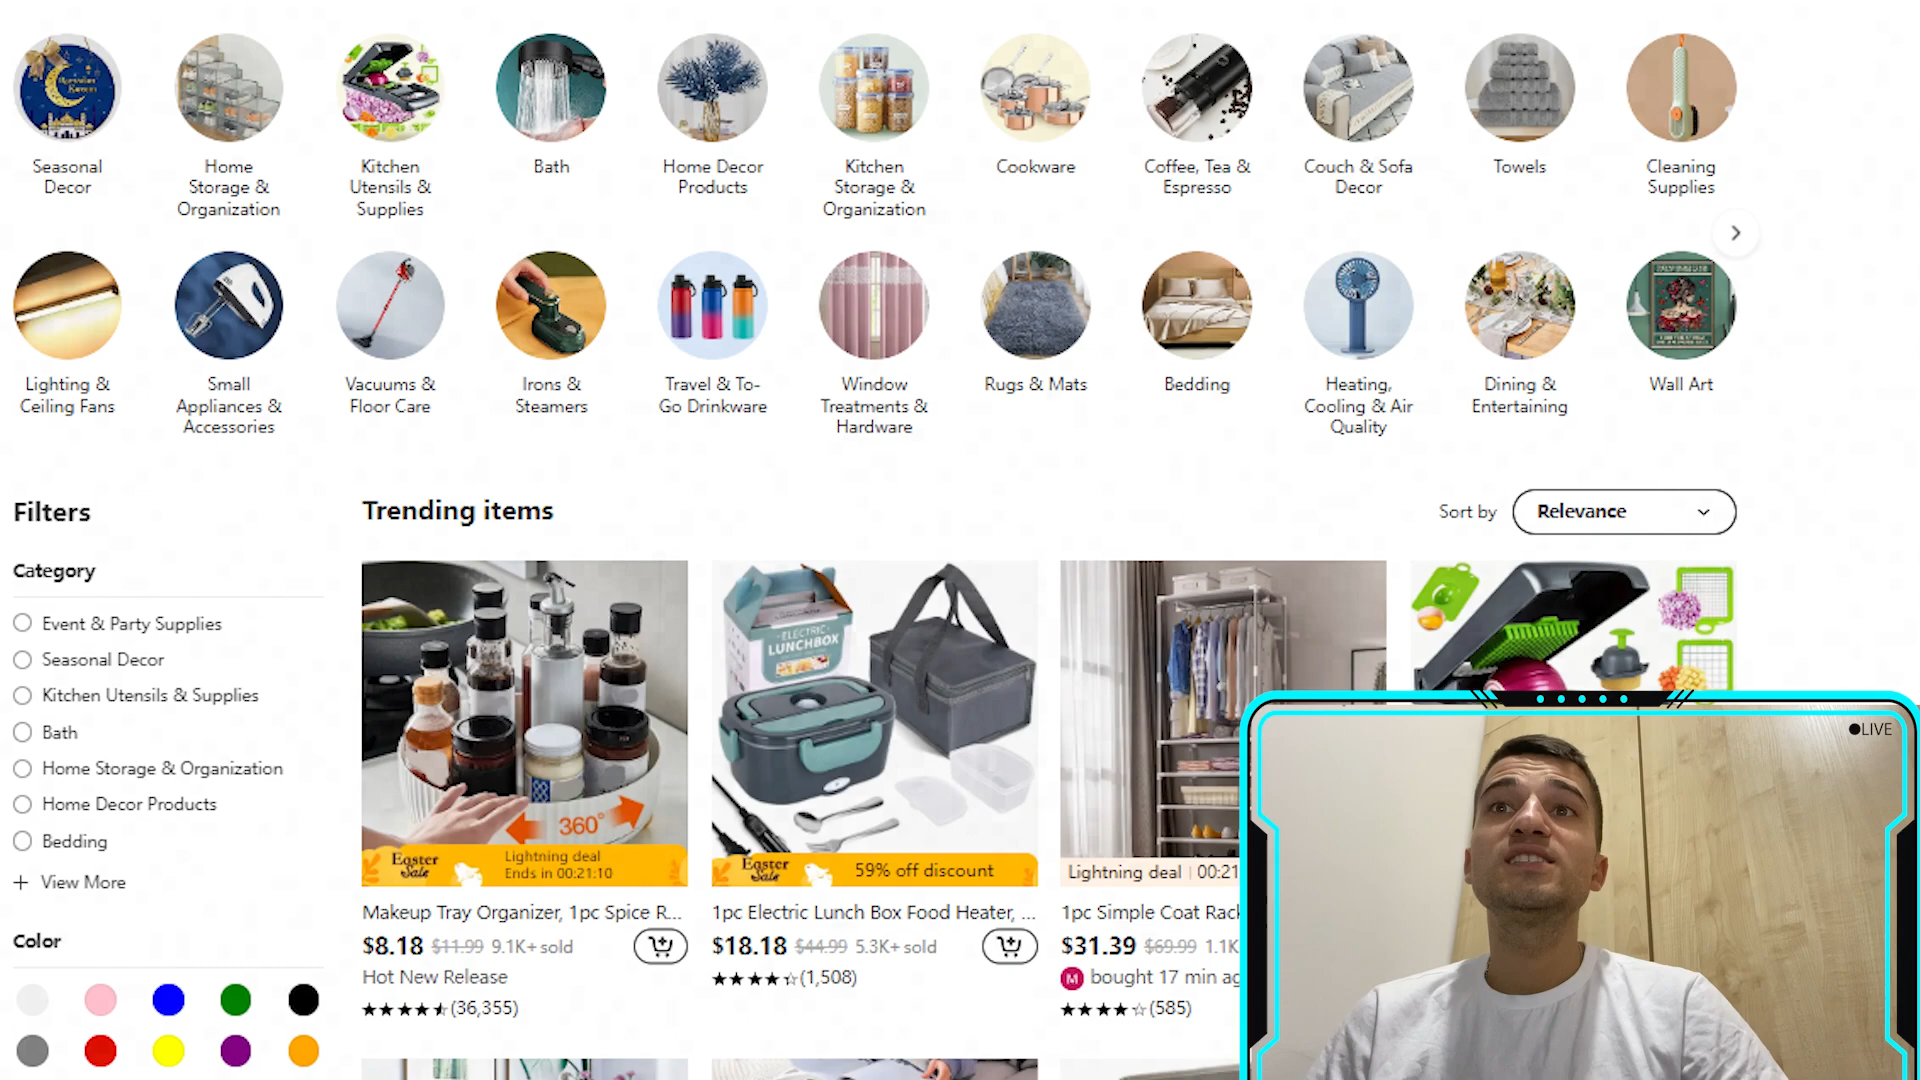 Seasonal
Decor
Home
Storage &
Organization
Kitchen
Utensils &
Supplies
Bath
Home Decor
Products
Kitchen
Storage &
Organization
Cookware
Coffee, Tea &
Espresso
Couch & Sofa
Decor
Towels
Cleaning
Supplies
Lighting &
Ceiling Fans
Small
Appliances &
Accessories
Vacuums &
Floor Care
Irons &
Steamers
Travel & To-
Go Drinkware
Window
Treatments &
Hardware
Rugs & Mats
Bedding
Heating,
Cooling & Air
Quality
Dining &
Entertaining
Wall Art
Filters
Category
Event & Party Supplies
Seasonal Decor
Kitchen Utensils & Supplies
Bath
Home Storage & Organization
Home Decor Products
Bedding
+ View More
Color
Trending items
Sort by
Relevance
360°
Easter
Sale
Lightning deal
Ends in 00:21:10
Makeup Tray Organizer, 1pc Spice R...
$8.18 $11.99 9.1K+ sold
Hot New Release
(36,355)
ELECTRIC
LUNCHBOX
Easter
Sale
59% off discount
1pc Electric Lunch Box Food Heater, ...
$18.18 $44.99 5.3K+ sold
(1,508)
Lightning deal | 00:21
1pc Simple Coat Rack
$31.39 $69.99 1.1K
M bought 17 min ag
(585)
LIVE